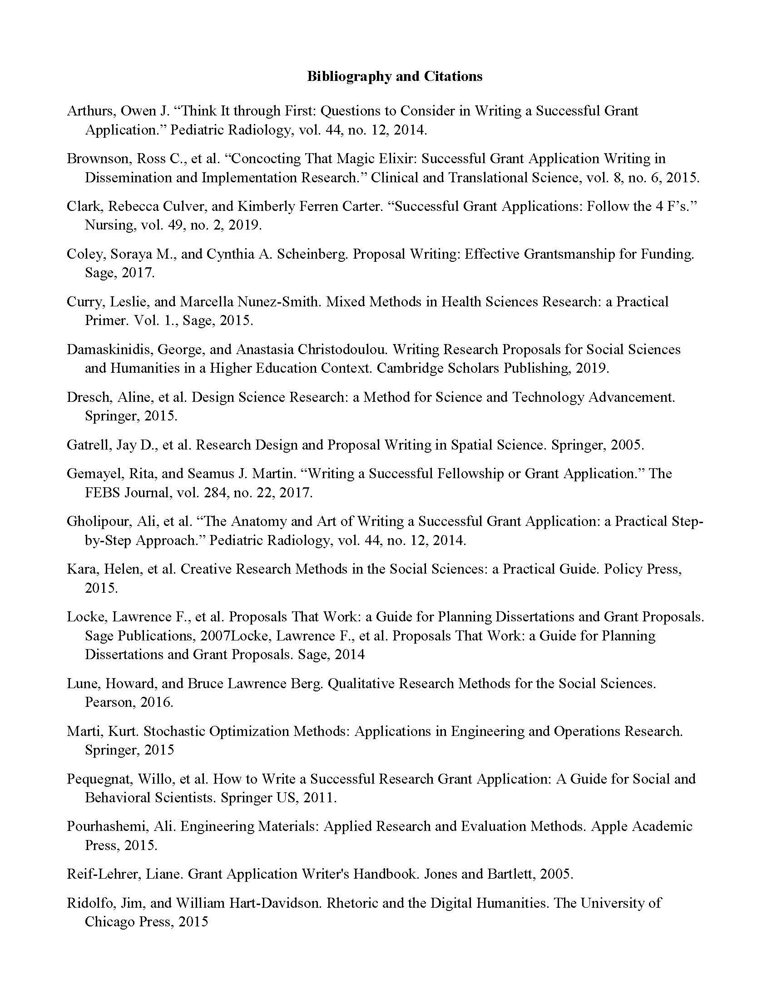 Bibliography and Citations
Arthurs, Owen J. “Think It through First: Questions to Consider in Writing a Successful Grant
Application.” Pediatric Radiology, vol. 44, no. 12, 2014.
Brownson, Ross C., et al. “Concocting That Magic Elixir: Successful Grant Application Writing in
Dissemination and Implementation Research.” Clinical and Translational Science, vol. 8, no. 6, 2015.
Clark, Rebecca Culver, and Kimberly Ferren Carter. “Successful Grant Applications: Follow the 4 F’s.”
Nursing, vol. 49, no. 2, 2019.
Coley, Soraya M., and Cynthia A. Scheinberg. Proposal Writing: Effective Grantsmanship for Funding.
Sage, 2017.
Curry, Leslie, and Marcella Nunez-Smith. Mixed Methods in Health Sciences Research: a Practical
Primer. Vol. 1., Sage, 2015.
Damaskinidis, George, and Anastasia Christodoulou. Writing Research Proposals for Social Sciences
and Humanities in a Higher Education Context. Cambridge Scholars Publishing, 2019.
Dresch, Aline, et al. Design Science Research: a Method for Science and Technology Advancement.
Springer, 2015.
Gatrell, Jay D., et al. Research Design and Proposal Writing in Spatial Science. Springer, 2005.
Gemayel, Rita, and Seamus J. Martin. “Writing a Successful Fellowship or Grant Application.” The
FEBS Journal, vol. 284, no. 22, 2017.
Gholipour, Ali, et al. “The Anatomy and Art of Writing a Successful Grant Application: a Practical Step-
by-Step Approach.” Pediatric Radiology, vol. 44, no. 12, 2014.
Kara, Helen, et al. Creative Research Methods in the Social Sciences: a Practical Guide. Policy Press,
2015.
Locke, Lawrence F., et al. Proposals That Work: a Guide for Planning Dissertations and Grant Proposals.
Sage Publications, 2007Locke, Lawrence F., et al. Proposals That Work: a Guide for Planning
Dissertations and Grant Proposals. Sage, 2014
Lune, Howard, and Bruce Lawrence Berg. Qualitative Research Methods for the Social Sciences.
Pearson, 2016.
Marti, Kurt. Stochastic Optimization Methods: Applications in Engineering and Operations Research.
Springer, 2015
Pequegnat, Willo, et al. How to Write a Successful Research Grant Application: A Guide for Social and
Behavioral Scientists. Springer US, 2011.
Pourhashemi, Ali. Engineering Materials: Applied Research and Evaluation Methods. Apple Academic
Press, 2015.
Reif-Lehrer, Liane. Grant Application Writer's Handbook. Jones and Bartlett, 2005.
Ridolfo, Jim, and William Hart-Davidson. Rhetoric and the Digital Humanities. The University of
Chicago Press, 2015